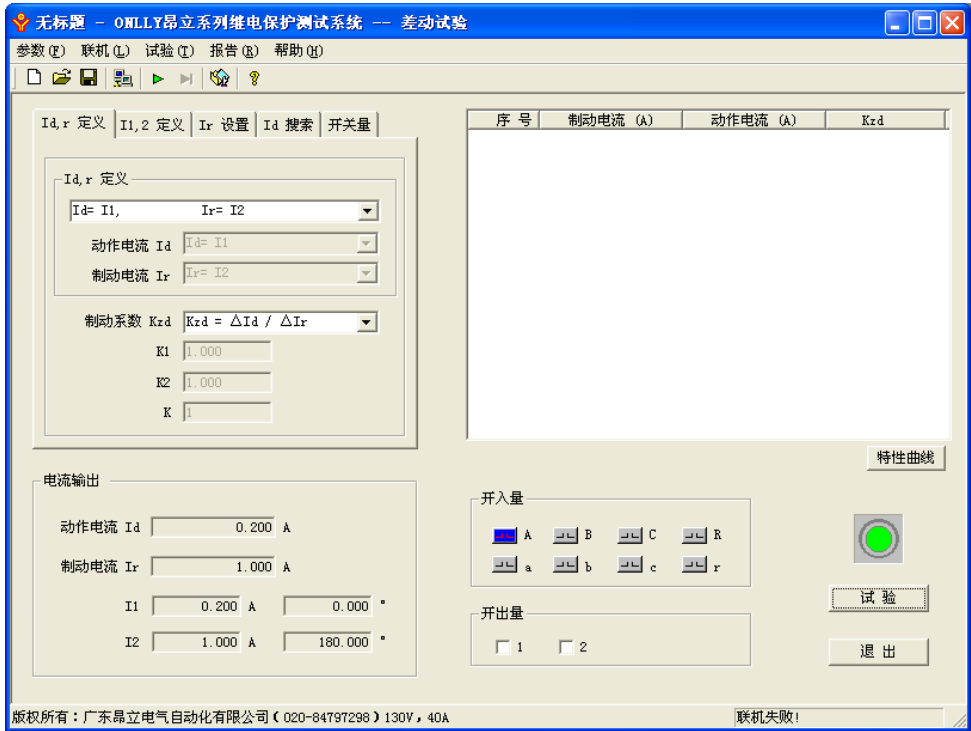 无标题 - ONLLY昂立系列继电保护测试系统 -- 差动试验
参数(F) 联机(L) 试验(T) 报告(R) 帮助(H)
Id,r 定义 I1,2 定义 Ir 设置 Id 搜索 开关量
Id,r 定义
Id= I1, Ir= I2
动作电流 Id Id= I1
制动电流 Ir Ir= I2
制动系数 Kzd Kzd = △Id / △Ir
K1 1.000
K2 1.000
K 1
序 号 制动电流 (A) 动作电流 (A) Kzd
特性曲线
电流输出
动作电流 Id 0.200 A
制动电流 Ir 1.000 A
I1 0.200 A 0.000 °
I2 1.000 A 180.000 °
开入量
A B C R
a b c r
开出量
1 2
试 验
退 出
版权所有：广东昂立电气自动化有限公司(020-84797298)130V，40A
联机失败!